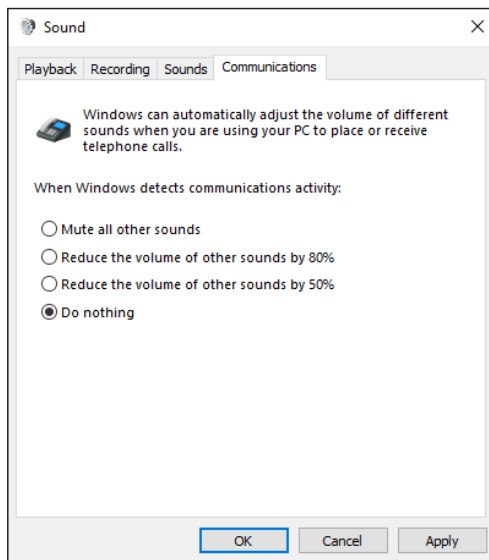 Sound
Playback Recording Sounds Communications
Windows can automatically adjust the volume of different
sounds when you are using your PC to place or receive
telephone calls.
When Windows detects communications activity:
Mute all other sounds
Reduce the volume of other sounds by 80%
Reduce the volume of other sounds by 50%
Do nothing
OK Cancel Apply